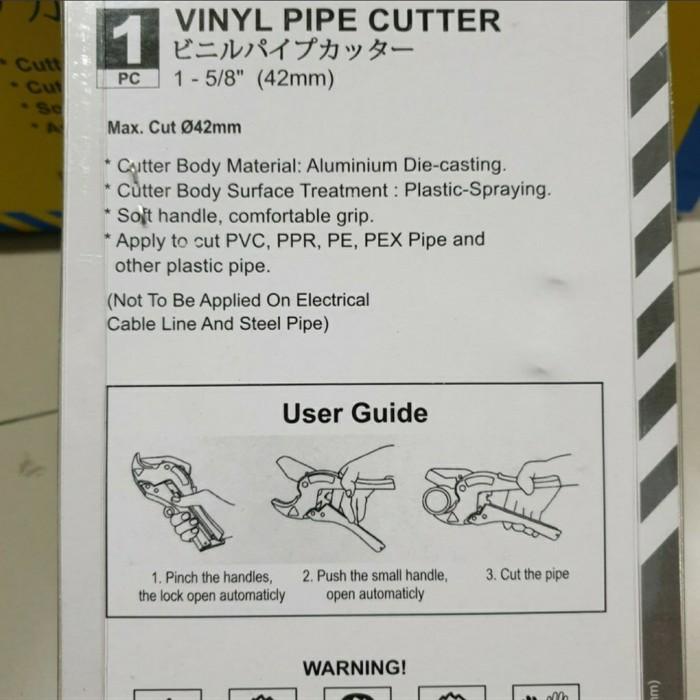 1
PC
VINYL PIPE CUTTER
ビニルパイプカッター
1 - 5/8" (42mm)
Max. Cut Ø42mm
* Cutter Body Material: Aluminium Die-casting.
* Cutter Body Surface Treatment : Plastic-Spraying.
* Soft handle, comfortable grip.
* Apply to cut PVC, PPR, PE, PEX Pipe and
other plastic pipe.
(Not To Be Applied On Electrical
Cable Line And Steel Pipe)
User Guide
1. Pinch the handles,
the lock open automaticly
2. Push the small handle,
open automaticly
3. Cut the pipe
WARNING!